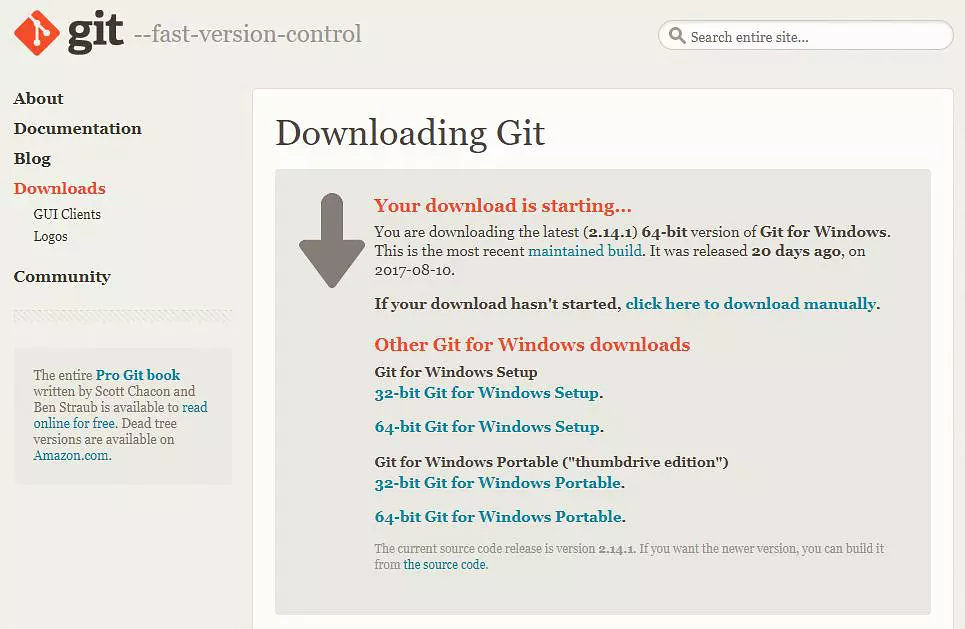 git --fast-version-control
Search entire site...
About
Documentation
Blog
Downloads
GUI Clients
Logos
Community
The entire Pro Git book
written by Scott Chacon and
Ben Straub is available to read
online for free. Dead tree
versions are available on
Amazon.com.
Downloading Git
Your download is starting...
You are downloading the latest (2.14.1) 64-bit version of Git for Windows.
This is the most recent maintained build. It was released 20 days ago, on
2017-08-10.
If your download hasn't started, click here to download manually.
Other Git for Windows downloads
Git for Windows Setup
32-bit Git for Windows Setup.
64-bit Git for Windows Setup.
Git for Windows Portable ("thumbdrive edition")
32-bit Git for Windows Portable.
64-bit Git for Windows Portable.
The current source code release is version 2.14.1. If you want the newer version, you can build it
from the source code.